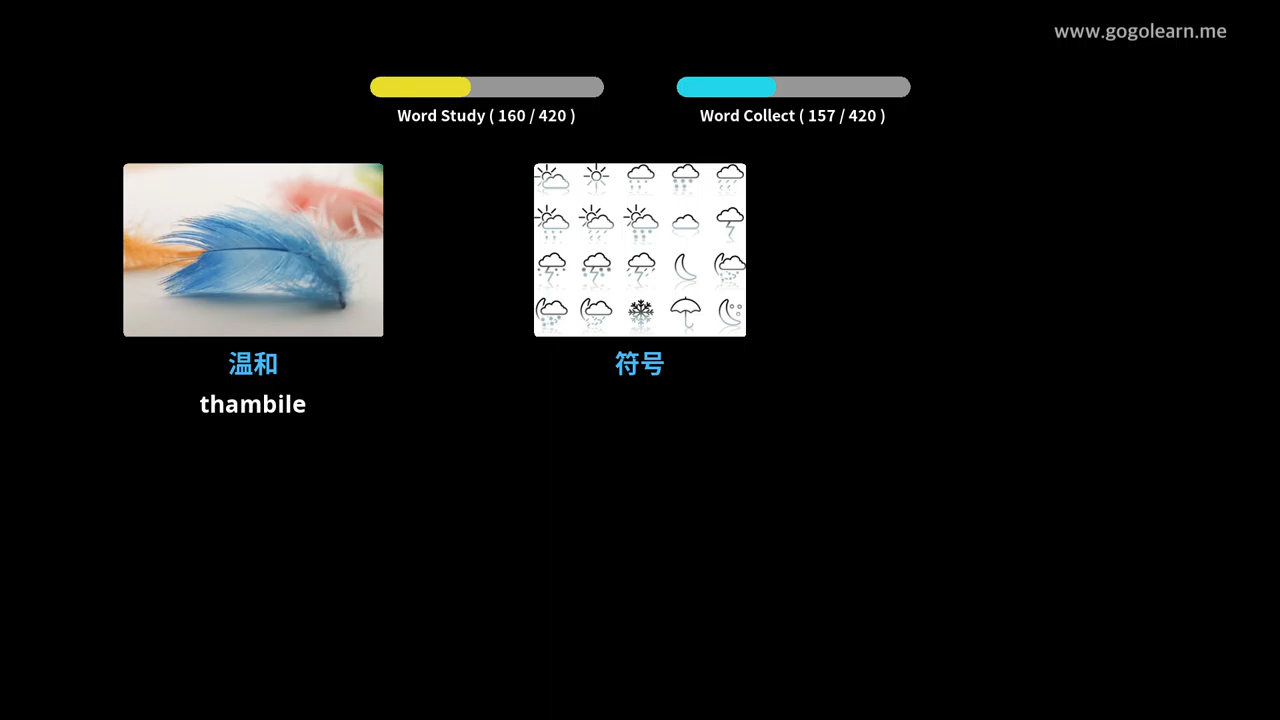 www.gogolearn.me
Word Study ( 160 / 420 )
Word Collect ( 157 / 420 )
温和
thambile
符号